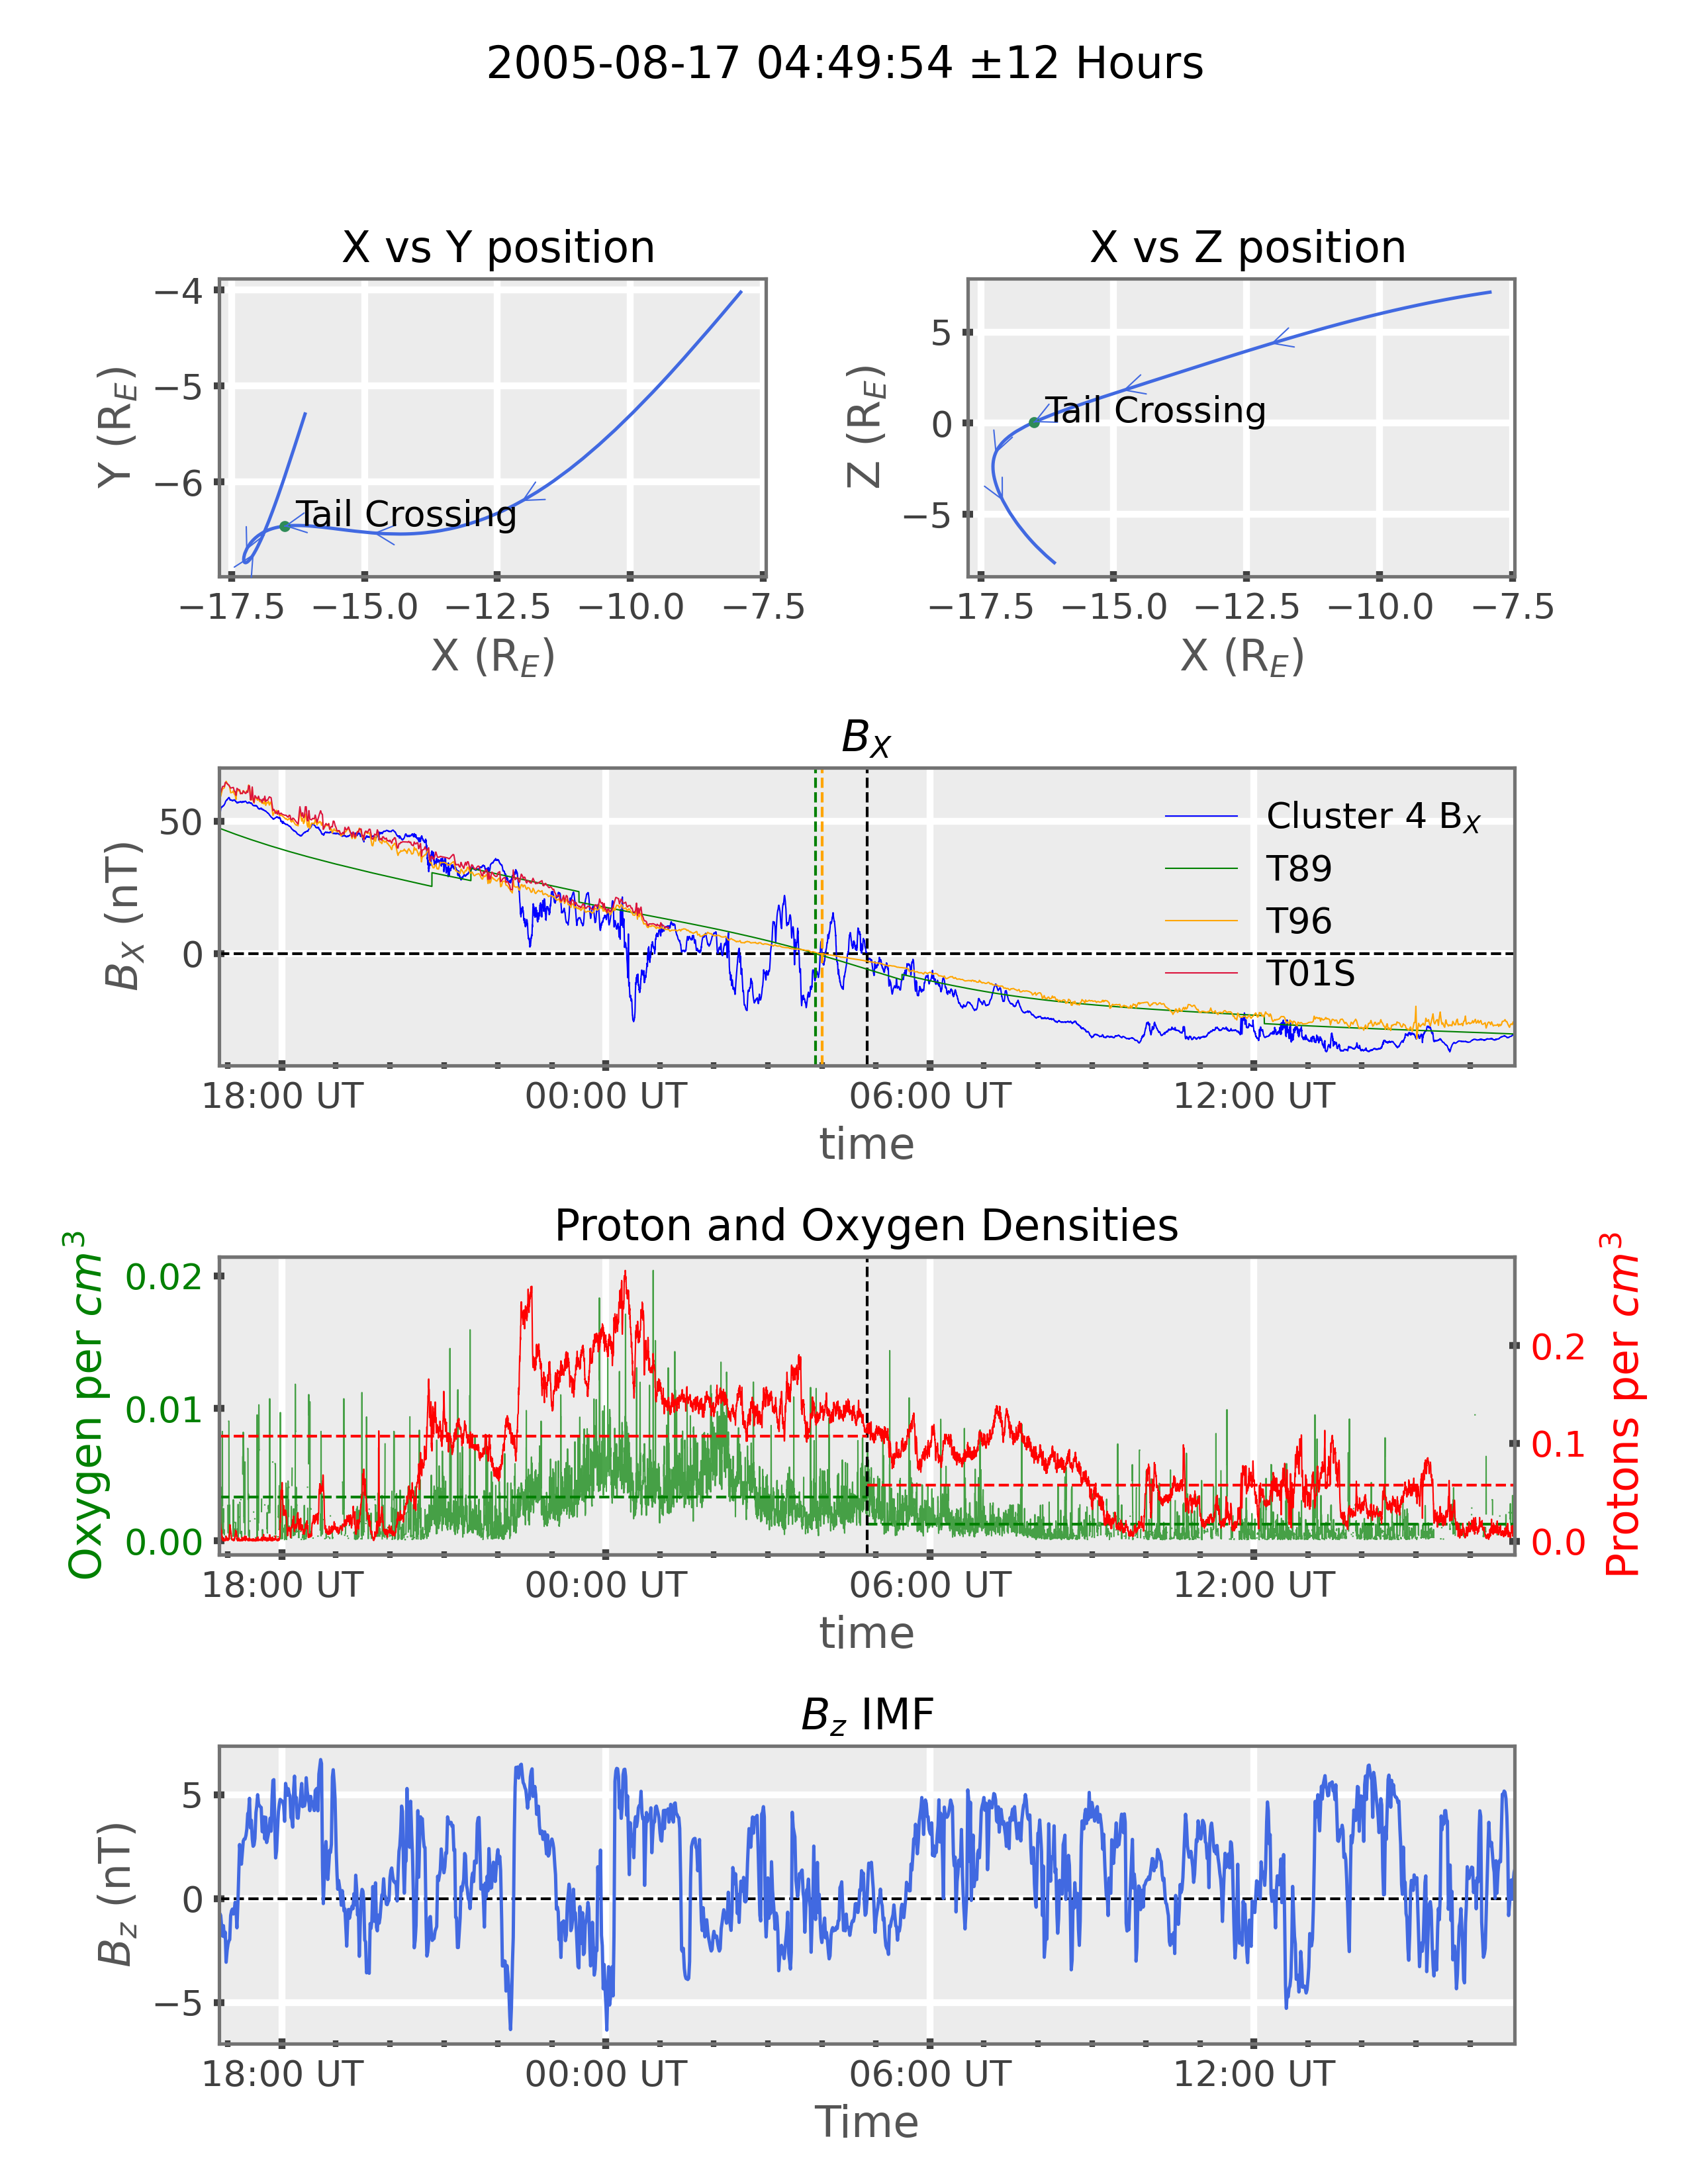 2005-08-17 04:49:54 ±12 Hours
X vs Y position
X vs Z position
−4
−5
−6
Y (R_E)
Tail Crossing
−17.5 −15.0 −12.5 −10.0 −7.5
X (R_E)
5
0
−5
Z (R_E)
Tail Crossing
−17.5 −15.0 −12.5 −10.0 −7.5
X (R_E)
B_X
50
0
B_X (nT)
Cluster 4 B_X
T89
T96
T01S
18:00 UT 00:00 UT 06:00 UT 12:00 UT
time
Proton and Oxygen Densities
0.02
0.01
0.00
Oxygen per cm³
0.2
0.1
0.0
Protons per cm³
18:00 UT 00:00 UT 06:00 UT 12:00 UT
time
B_z IMF
5
0
−5
B_z (nT)
18:00 UT 00:00 UT 06:00 UT 12:00 UT
Time